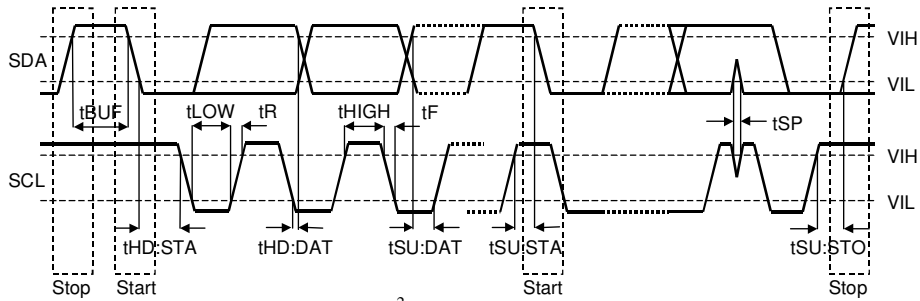 VIH
SDA
VIL
tBUF tLOW tR tHIGH tF tSP
VIH
SCL
VIL
tHD:STA tHD:DAT tSU:DAT tSU:STA tSU:STO
Stop Start Start Stop
2